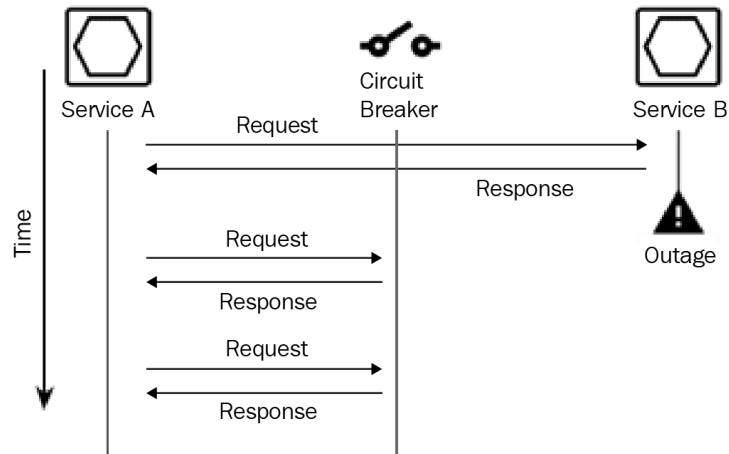 Service A
Circuit
Breaker
Service B
Request
Response
Time
Outage
Request
Response
Request
Response